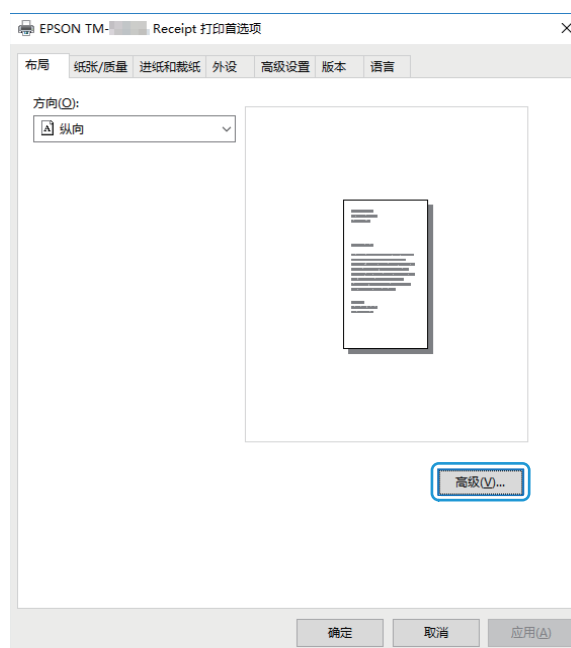 EPSON TM- Receipt 打印首选项
布局 纸张/质量 进纸和裁纸 外设 高级设置 版本 语言
方向(O):
A 纵向
高级(V)...
确定 取消 应用(A)